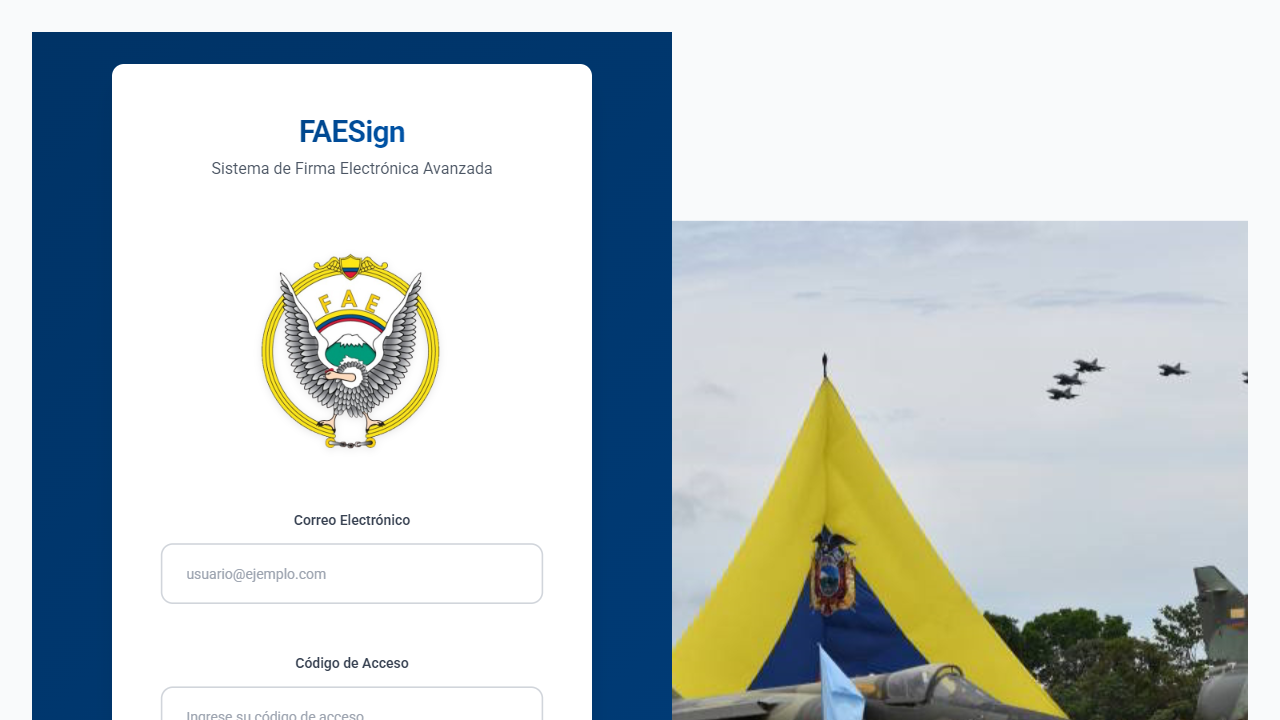 FAESign
Sistema de Firma Electrónica Avanzada
FAE
Correo Electrónico
usuario@ejemplo.com
Código de Acceso
Ingrese su código de acceso